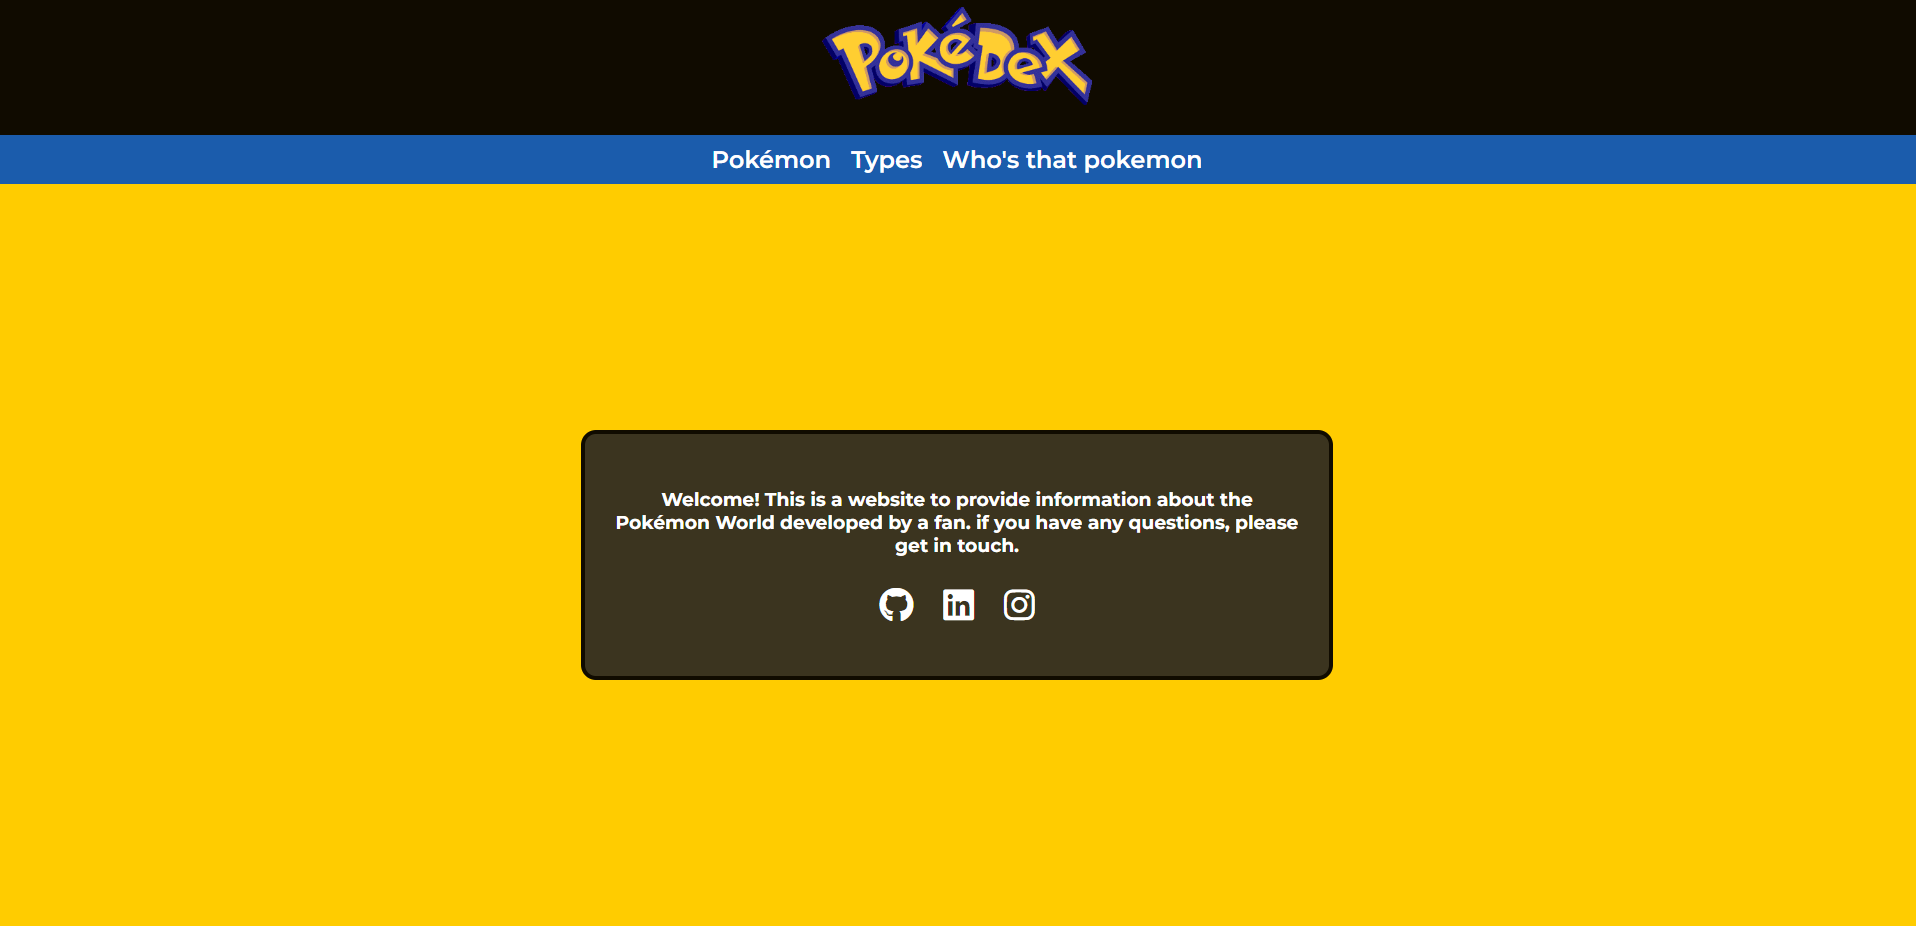 PokéDex
Pokémon Types Who's that pokemon
Welcome! This is a website to provide information about the
Pokémon World developed by a fan. if you have any questions, please
get in touch.
in